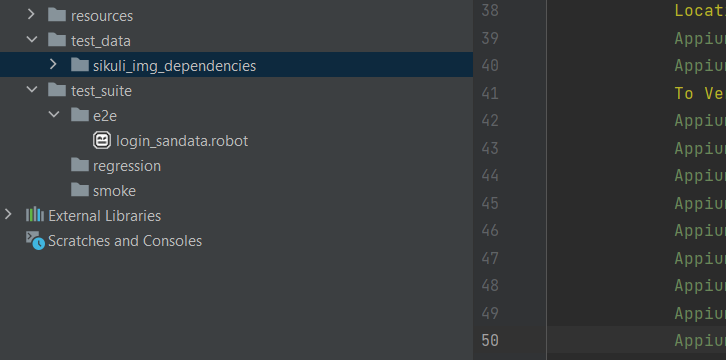 resources
test_data
sikuli_img_dependencies
test_suite
e2e
login_sandata.robot
regression
smoke
External Libraries
Scratches and Consoles
38 Locati
39 Appiu
40 Appiu
41 To Ve
42 Appiu
43 Appiu
44 Appiu
45 Appiu
46 Appiu
47 Appiu
48 Appiu
49 Appiu
50 Appiu